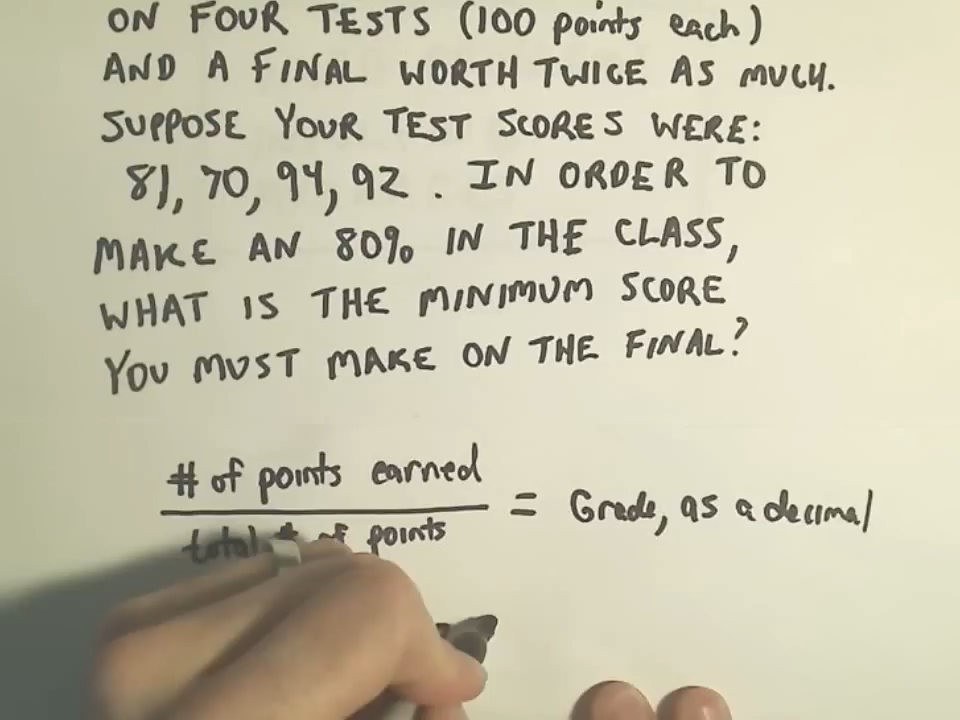 ON FOUR TESTS (100 points each)
AND A FINAL WORTH TWICE AS MUCH.
SUPPOSE YOUR TEST SCORES WERE:
81, 70, 94, 92. IN ORDER TO
MAKE AN 80% IN THE CLASS,
WHAT IS THE MINIMUM SCORE
YOU MUST MAKE ON THE FINAL?
# of points earned
= Grade, as a decimal
total # of points